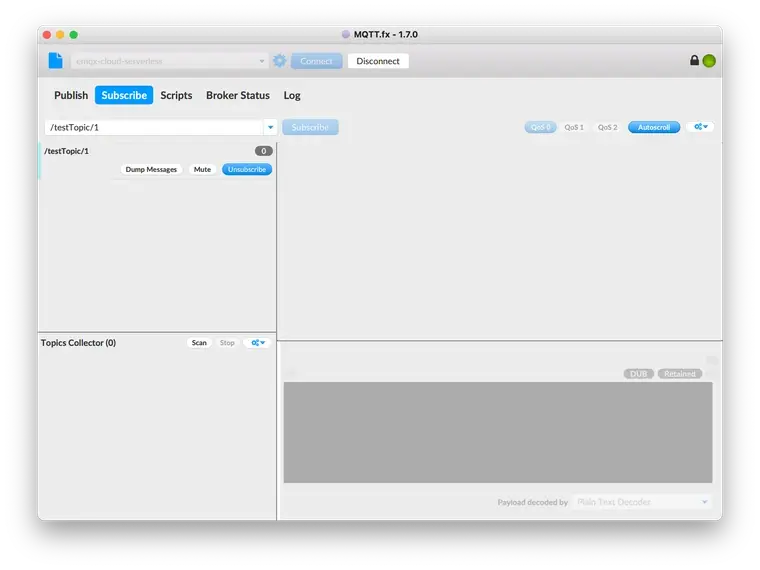 MQTT.fx - 1.7.0
emqx-cloud-serverless Connect Disconnect
Publish Subscribe Scripts Broker Status Log
/testTopic/1 Subscribe QoS 0 QoS 1 QoS 2 Autoscroll
/testTopic/1 0
Dump Messages Mute Unsubscribe
Topics Collector (0) Scan Stop
DUB Retained
Payload decoded by Plain Text Decoder